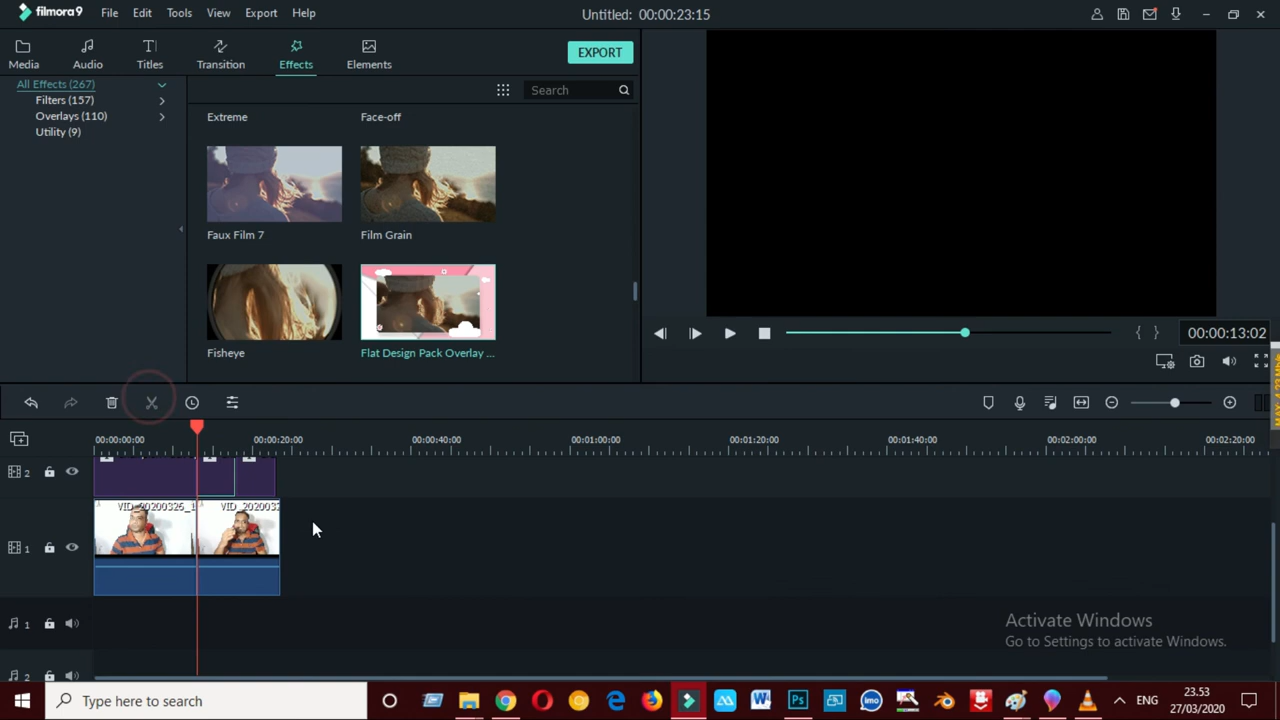 filmora9 File Edit Tools View Export Help Untitled: 00:00:23:15
Media Audio Titles Transition Effects Elements EXPORT
All Effects (267)
Filters (157)
Overlays (110)
Utility (9)
Search
Extreme Face-off
Faux Film 7 Film Grain
Fisheye Flat Design Pack Overlay ...
00:00:13:02
00:00:00:00 00:00:20:00 00:00:40:00 00:01:00:00 00:01:20:00 00:01:40:00 00:02:00:00 00:02:20:00
2
VID_20200326_1 VID_2020032
1
1
2
Activate Windows
Go to Settings to activate Windows.
Type here to search
ENG
23.53
27/03/2020